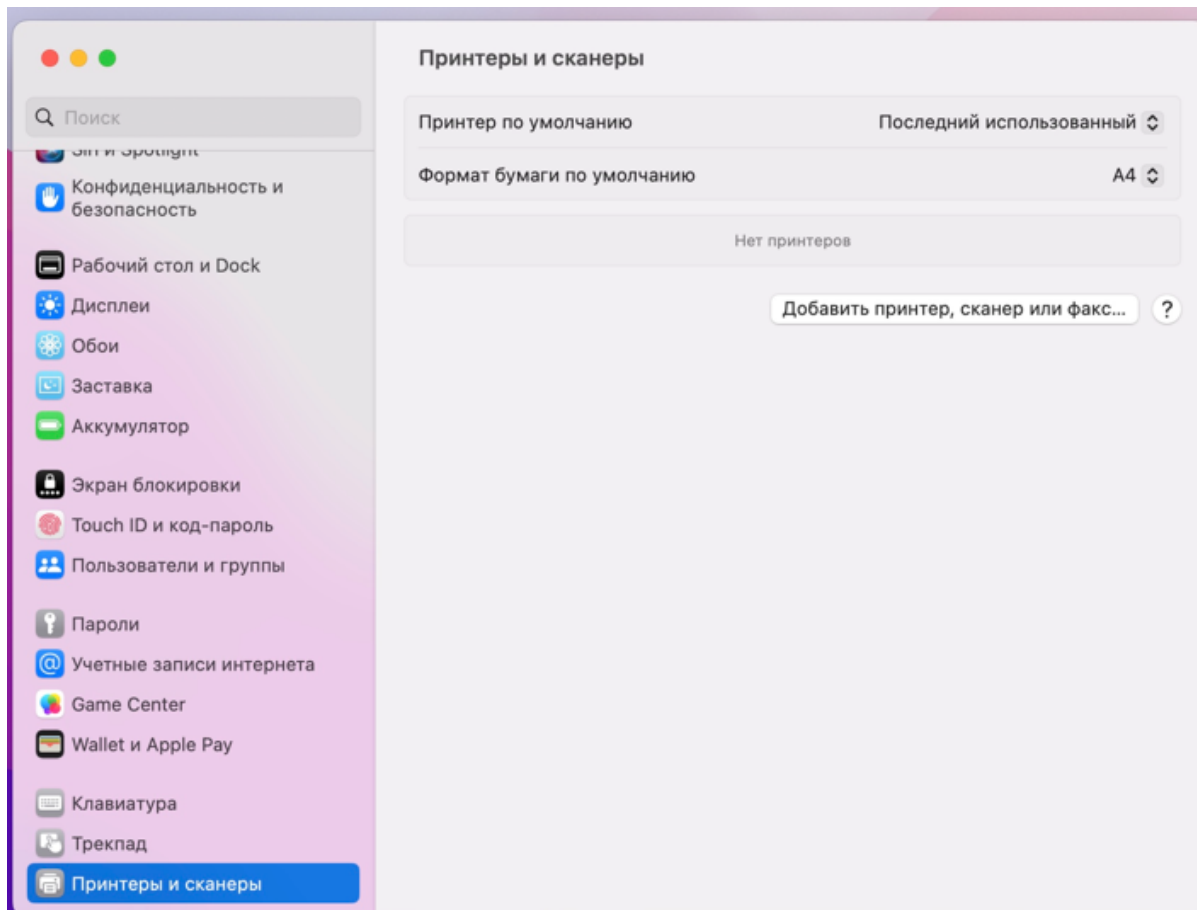 Поиск
Siri и Spotlight
Конфиденциальность и
безопасность
Рабочий стол и Dock
Дисплеи
Обои
Заставка
Аккумулятор
Экран блокировки
Touch ID и код-пароль
Пользователи и группы
Пароли
Учетные записи интернета
Game Center
Wallet и Apple Pay
Клавиатура
Трекпад
Принтеры и сканеры
Принтеры и сканеры
Принтер по умолчанию Последний использованный
Формат бумаги по умолчанию A4
Нет принтеров
Добавить принтер, сканер или факс... ?